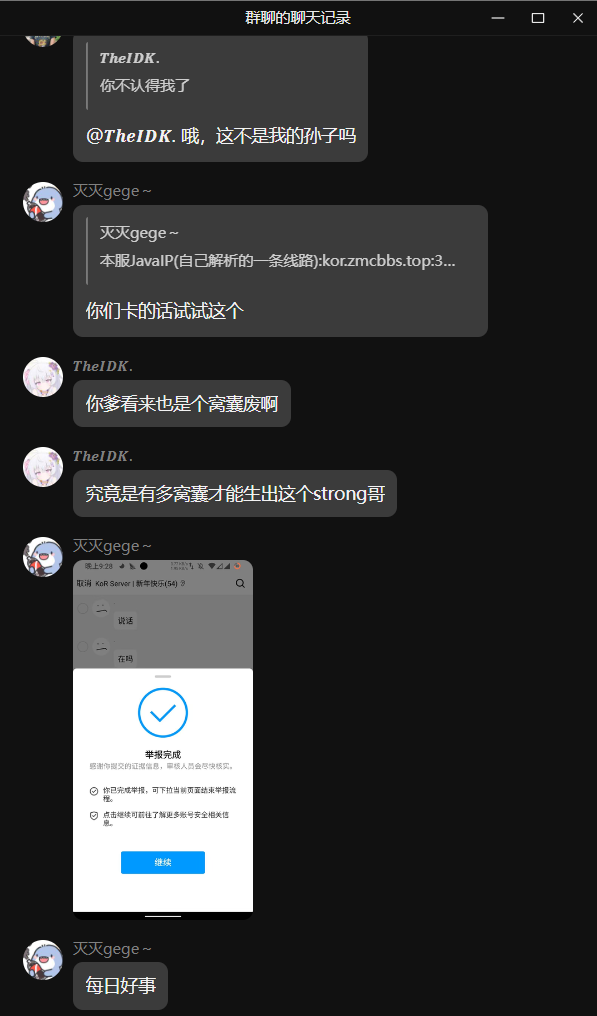 群聊的聊天记录
TheIDK.
你不认得我了
@TheIDK. 哦，这不是我的孙子吗
灭灭gege～
灭灭gege～
本服JavaIP(自己解析的一条线路):kor.zmcbbs.top:3...
你们卡的话试试这个
TheIDK.
你爹看来也是个窝囊废啊
TheIDK.
究竟是有多窝囊才能生出这个strong哥
灭灭gege～
晚上9:28
取消 KoR Server | 新年快乐(54)
说话
在吗
举报完成
感谢你提交的证据信息，审核人员会尽快核实。
你已完成举报，可下拉当前页面结束举报流
程。
点击继续可前往了解更多账号安全相关信
息。
继续
灭灭gege～
每日好事